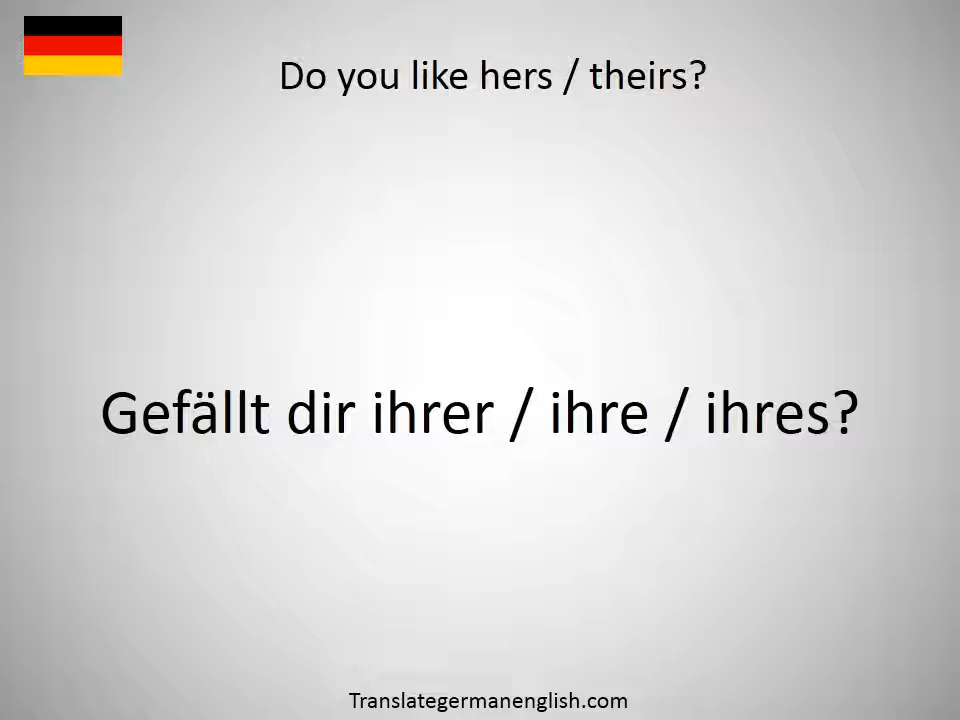 Do you like hers / theirs?
Gefällt dir ihrer / ihre / ihres?
Translategermanenglish.com